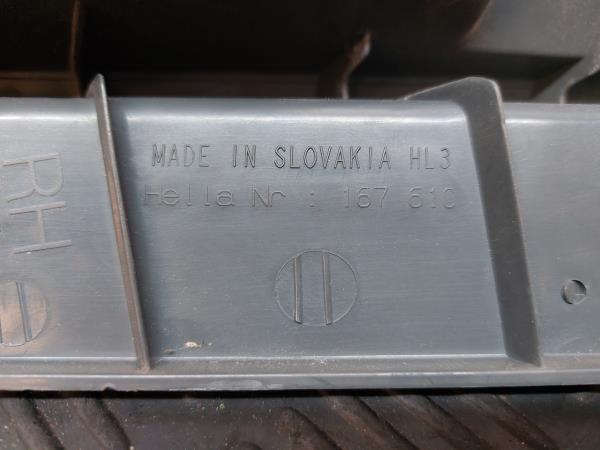 MADE IN SLOVAKIA HL3
Hella Nr : 167 610
RH